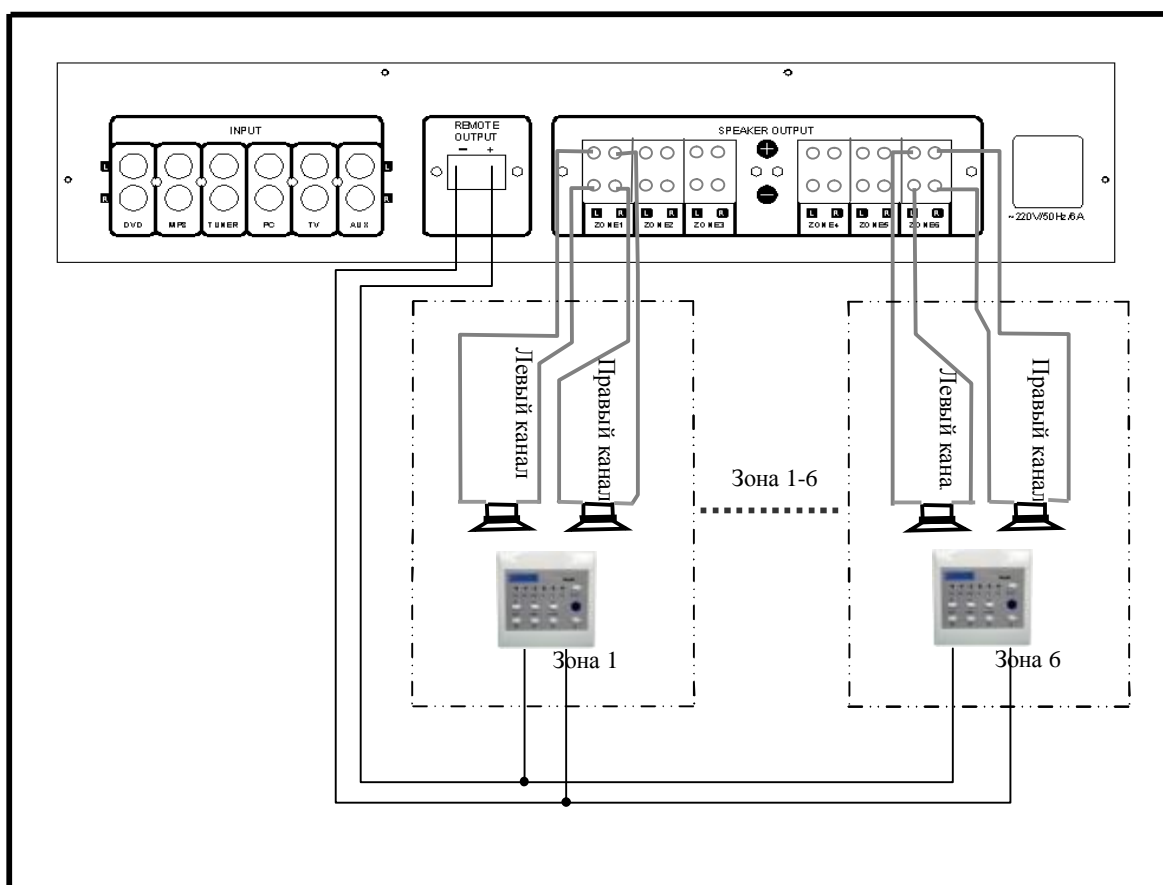 INPUT
L
R
L
R
DVD
MP3
TUNER
PC
TV
AUX
REMOTE
OUTPUT
− +
SPEAKER OUTPUT
+
−
L R
ZONE1
L R
ZONE2
L R
ZONE3
L R
ZONE4
L R
ZONE5
L R
ZONE6
~220V/50Hz/6A
Левый канал
Правый канал
Зона 1
Зона 1-6
Левый кана
Правый канал
Зона 6